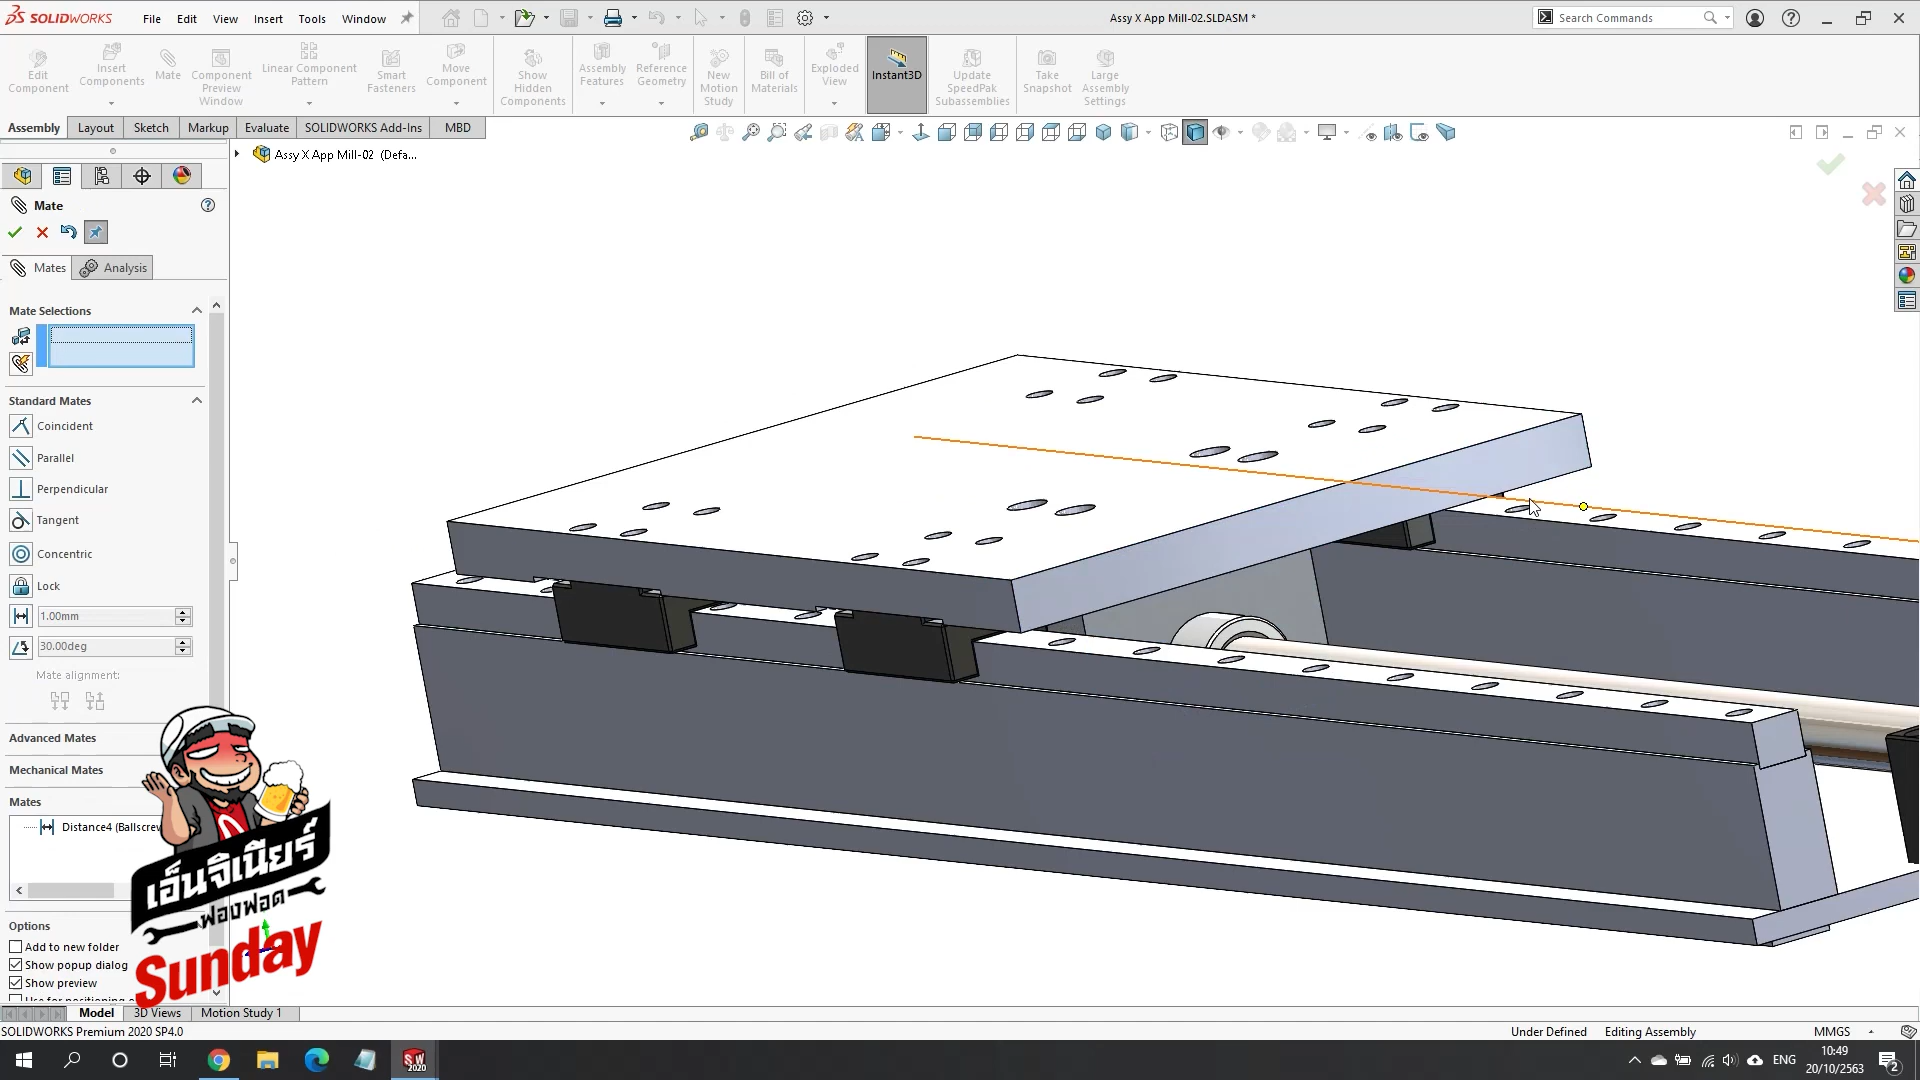 SOLIDWORKS
File Edit View Insert Tools Window
Assy X App Mill-02.SLDASM *
Search Commands
Edit Component
Insert Components
Mate
Component Preview Window
Linear Component Pattern
Smart Fasteners
Move Component
Show Hidden Components
Assembly Features
Reference Geometry
New Motion Study
Bill of Materials
Exploded View
Instant3D
Update SpeedPak Subassemblies
Take Snapshot
Large Assembly Settings
Assembly Layout Sketch Markup Evaluate SOLIDWORKS Add-Ins MBD
Assy X App Mill-02 (Defa...
Mate
Mates Analysis
Mate Selections
Standard Mates
Coincident
Parallel
Perpendicular
Tangent
Concentric
Lock
1.00mm
30.00deg
Mate alignment:
Advanced Mates
Mechanical Mates
Mates
Distance4 (Ballscrew
Options
Add to new folder
Show popup dialog
Show preview
เอ็นจิเนียร์
ฟองฟอด
Sunday
Model 3D Views Motion Study 1
SOLIDWORKS Premium 2020 SP4.0
Under Defined Editing Assembly MMGS
SW 2020
ENG
10:49
20/10/2563
2